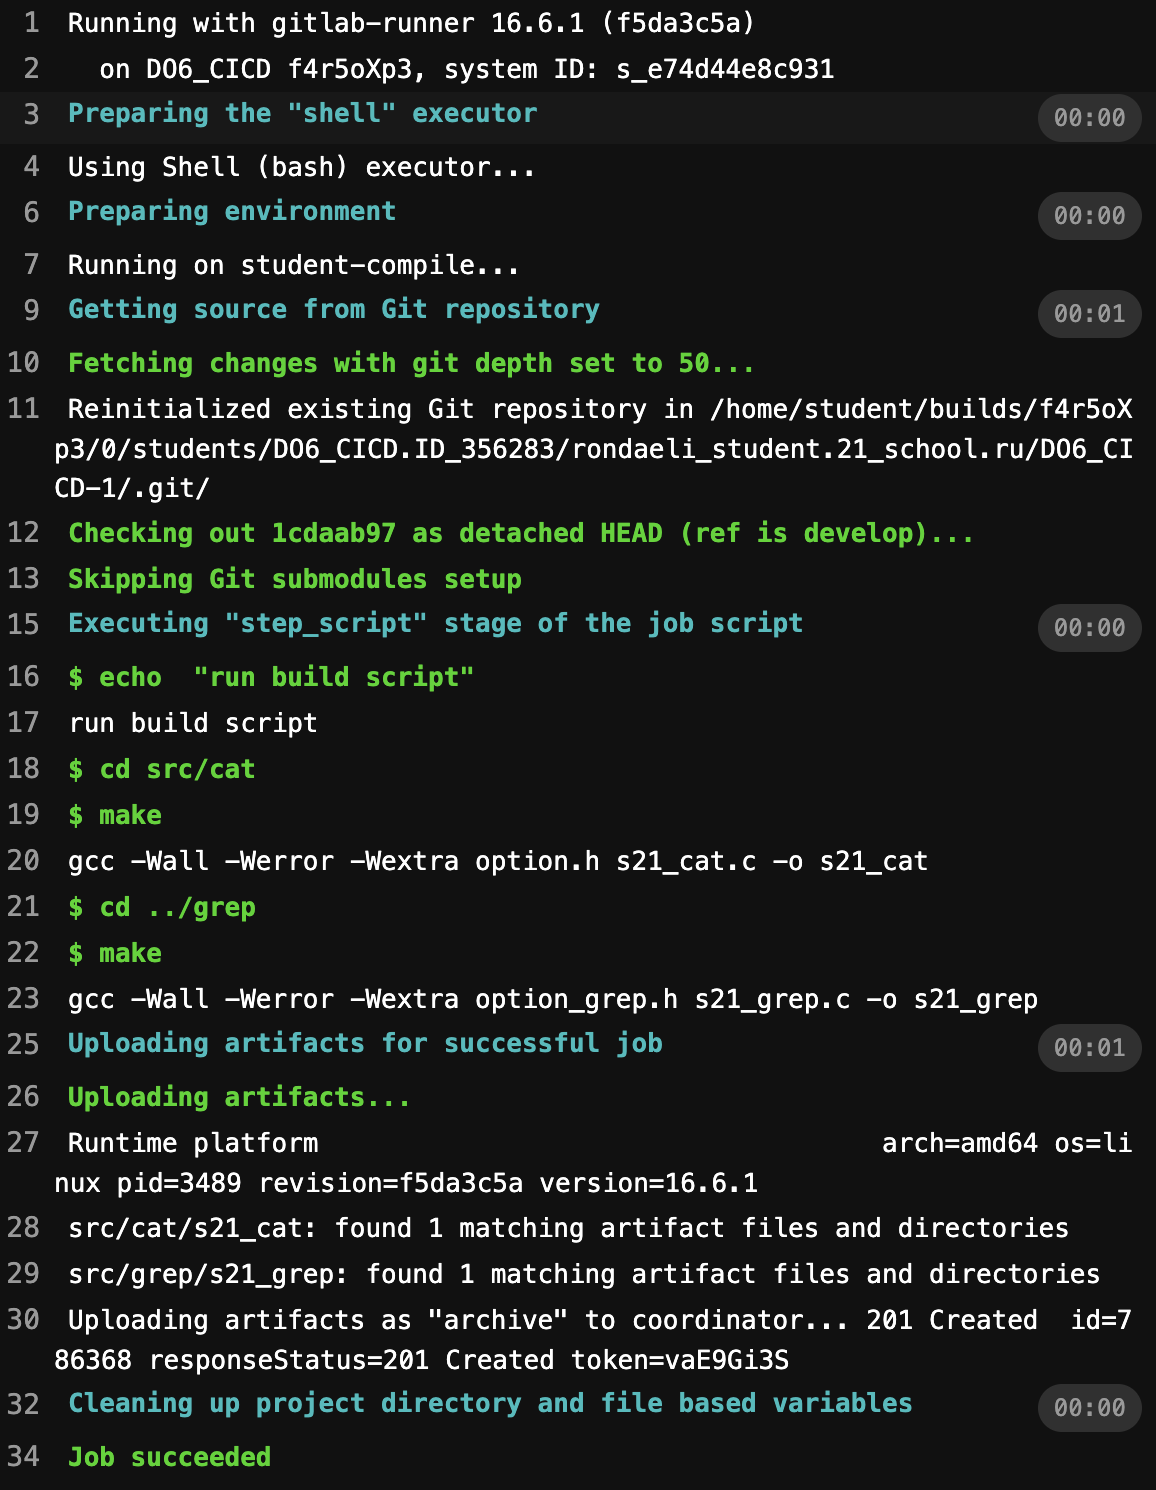 1 Running with gitlab-runner 16.6.1 (f5da3c5a)
2   on DO6_CICD f4r5oXp3, system ID: s_e74d44e8c931
3 Preparing the "shell" executor 00:00
4 Using Shell (bash) executor...
6 Preparing environment 00:00
7 Running on student-compile...
9 Getting source from Git repository 00:01
10 Fetching changes with git depth set to 50...
11 Reinitialized existing Git repository in /home/student/builds/f4r5oX
p3/0/students/DO6_CICD.ID_356283/rondaeli_student.21_school.ru/DO6_CI
CD-1/.git/
12 Checking out 1cdaab97 as detached HEAD (ref is develop)...
13 Skipping Git submodules setup
15 Executing "step_script" stage of the job script 00:00
16 $ echo  "run build script"
17 run build script
18 $ cd src/cat
19 $ make
20 gcc -Wall -Werror -Wextra option.h s21_cat.c -o s21_cat
21 $ cd ../grep
22 $ make
23 gcc -Wall -Werror -Wextra option_grep.h s21_grep.c -o s21_grep
25 Uploading artifacts for successful job 00:01
26 Uploading artifacts...
27 Runtime platform                                    arch=amd64 os=li
nux pid=3489 revision=f5da3c5a version=16.6.1
28 src/cat/s21_cat: found 1 matching artifact files and directories
29 src/grep/s21_grep: found 1 matching artifact files and directories
30 Uploading artifacts as "archive" to coordinator... 201 Created  id=7
86368 responseStatus=201 Created token=vaE9Gi3S
32 Cleaning up project directory and file based variables 00:00
34 Job succeeded